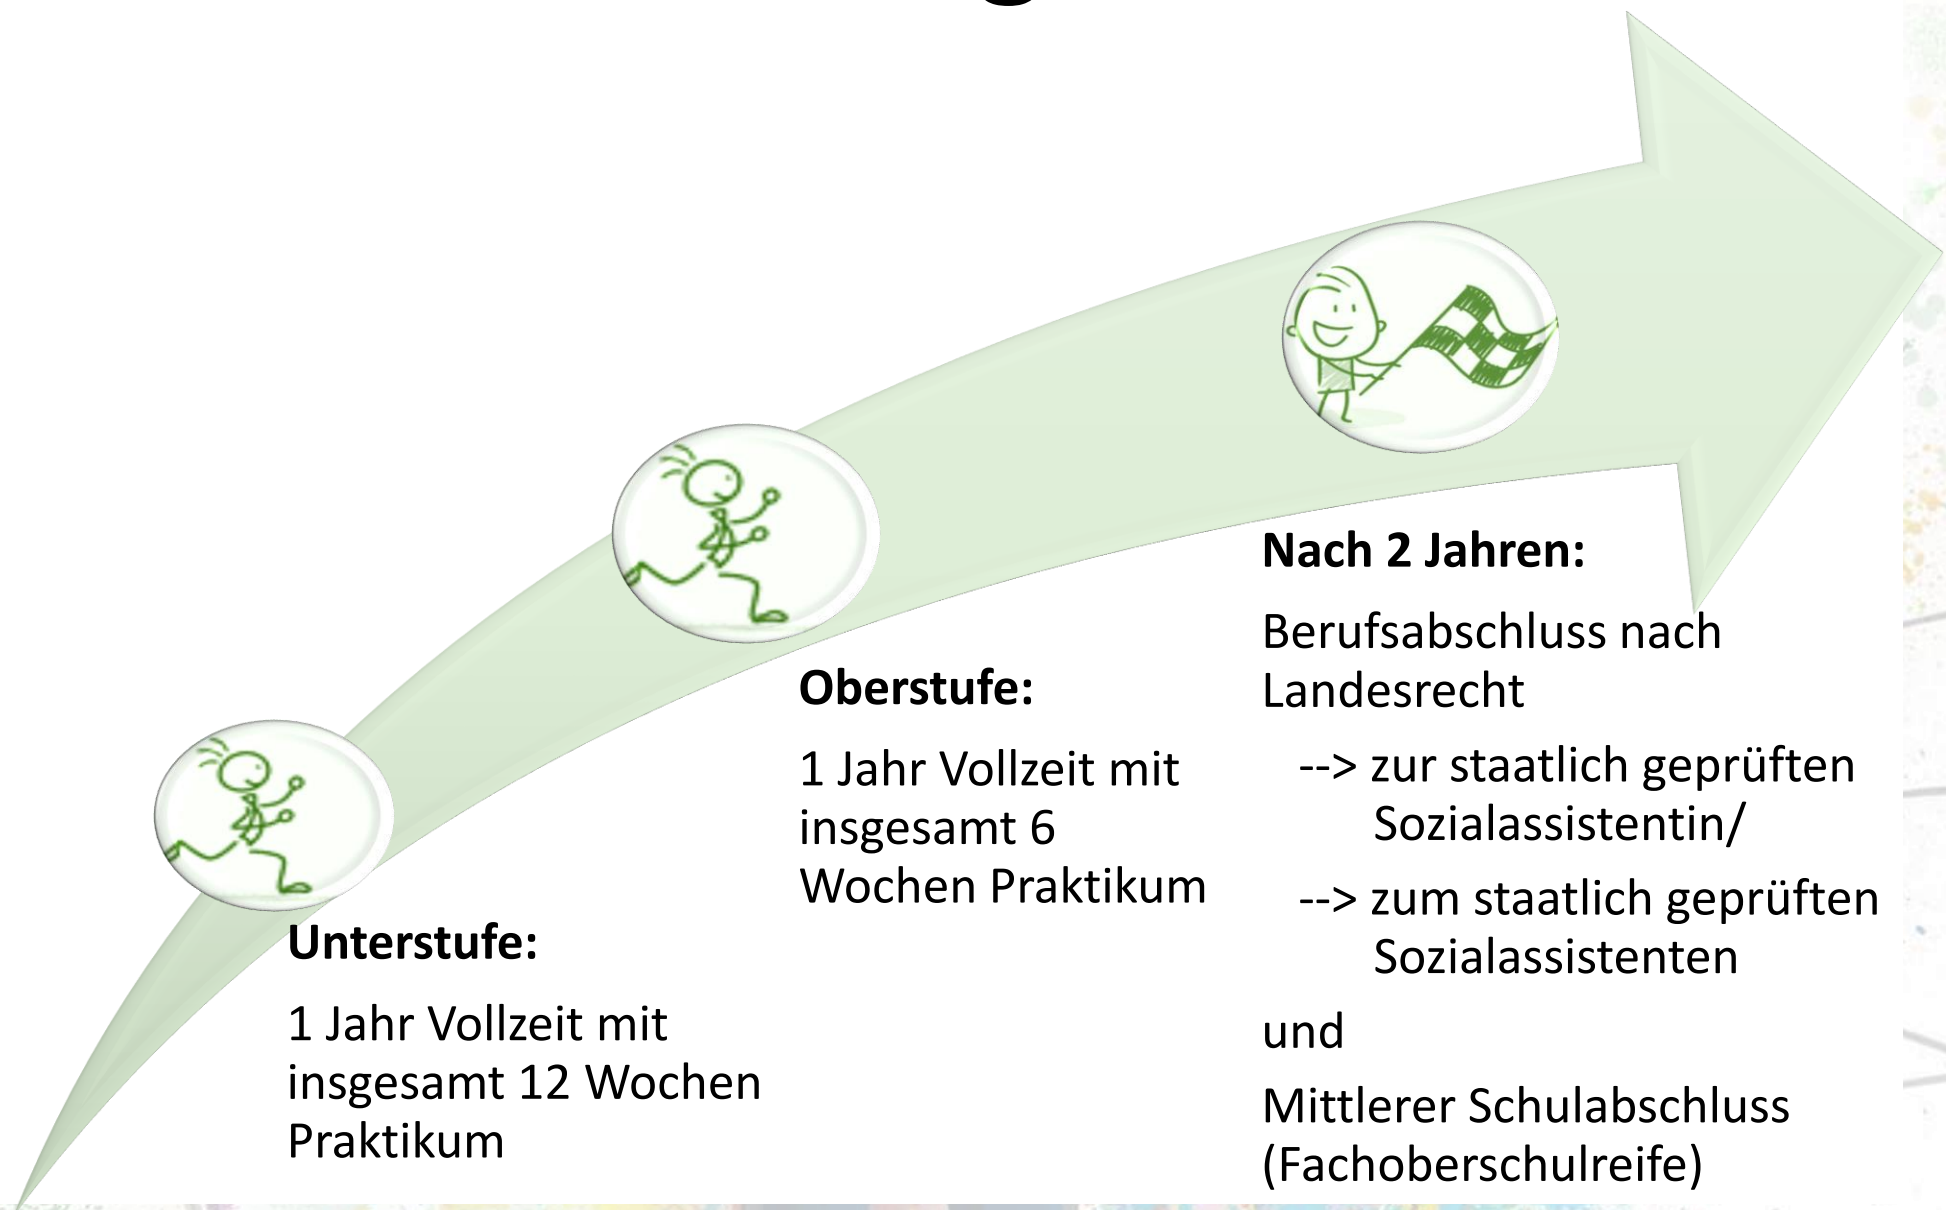 Unterstufe:
1 Jahr Vollzeit mit
insgesamt 12 Wochen
Praktikum
Oberstufe:
1 Jahr Vollzeit mit
insgesamt 6
Wochen Praktikum
Nach 2 Jahren:
Berufsabschluss nach
Landesrecht
--> zur staatlich geprüften
Sozialassistentin/
--> zum staatlich geprüften
Sozialassistenten
und
Mittlerer Schulabschluss
(Fachoberschulreife)